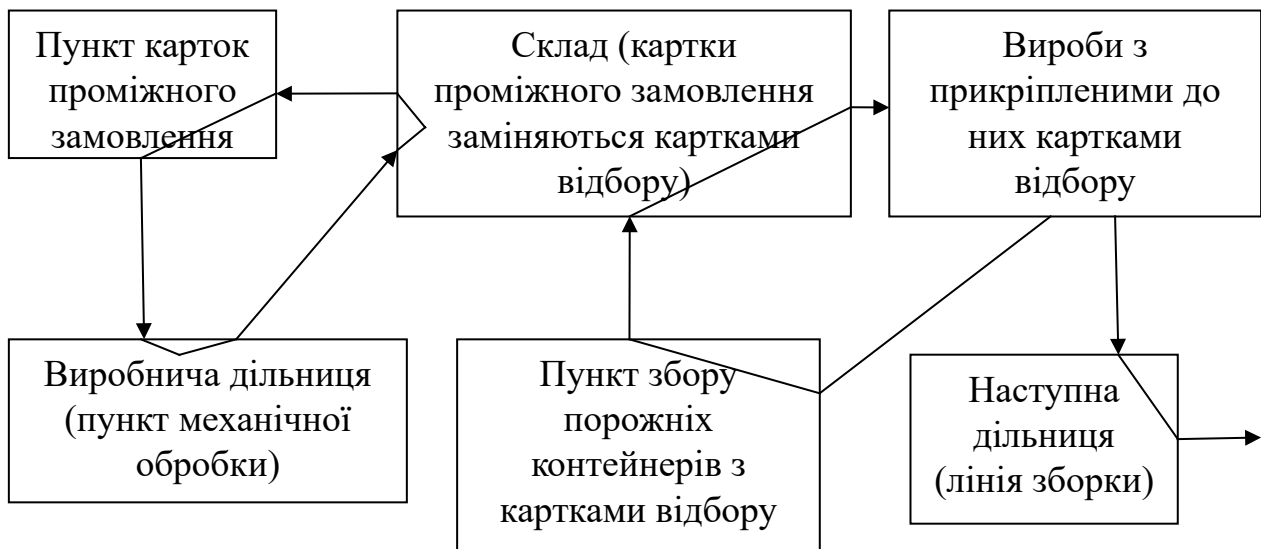 Пункт карток
проміжного
замовлення
Склад (картки
проміжного замовлення
заміняються картками
відбору)
Вироби з
прикріпленими до
них картками
відбору
Виробнича дільниця
(пункт механічної
обробки)
Пункт збору
порожніх
контейнерів з
картками відбору
Наступна
дільниця
(лінія зборки)